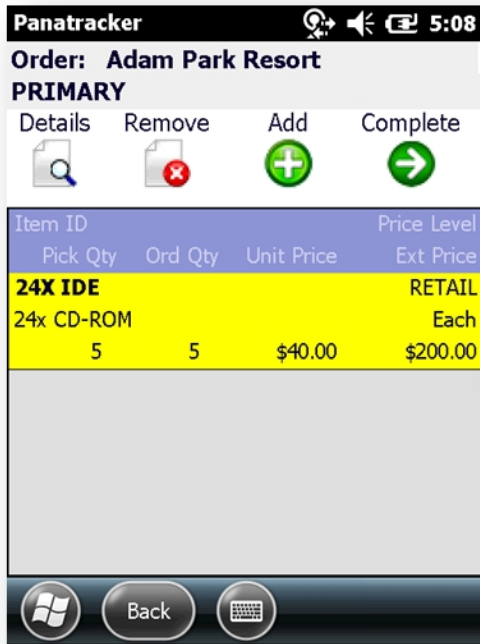 Panatracker 5:08
Order: Adam Park Resort
PRIMARY
Details Remove Add Complete
Item ID Price Level
Pick Qty Ord Qty Unit Price Ext Price
24X IDE RETAIL
24x CD-ROM Each
5 5 $40.00 $200.00
Back